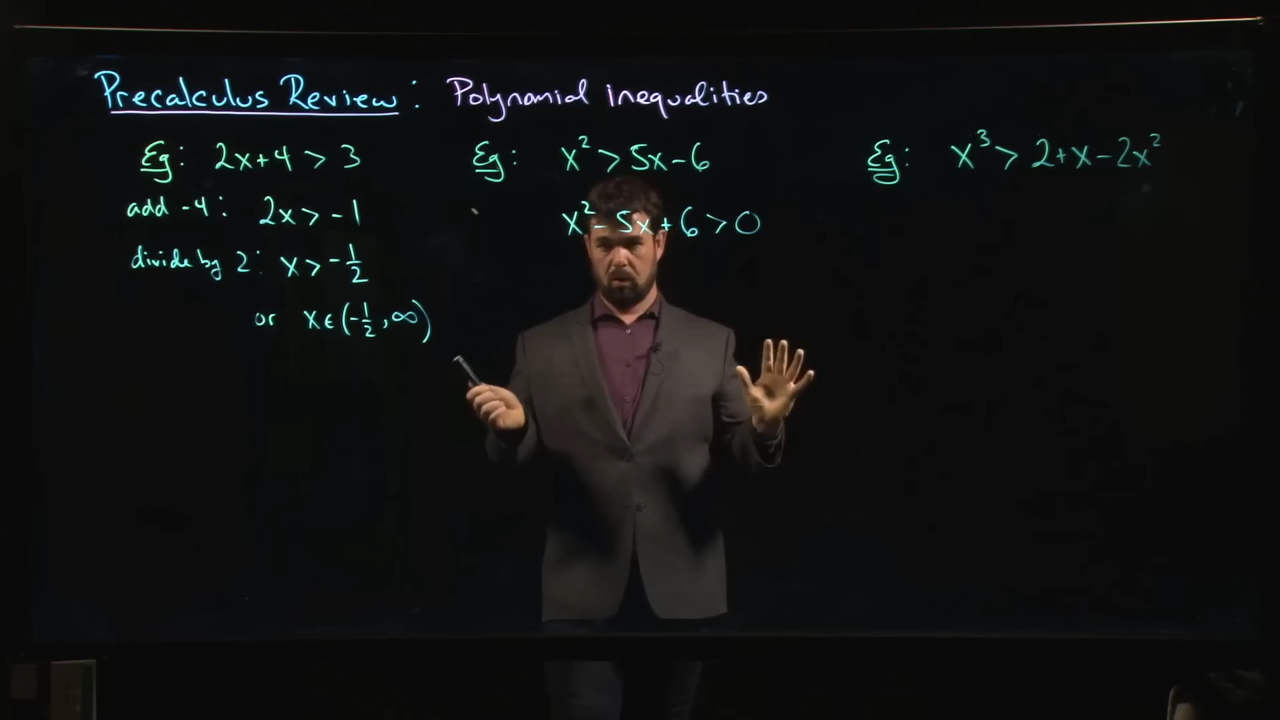 Precalculus Review: Polynomial inequalities
Eg: 2x+4 > 3
add -4: 2x > -1
divide by 2: x > -1/2
or x ∈ (-1/2, ∞)
Eg: x² > 5x-6
x² - 5x + 6 > 0
Eg: x³ > 2+x-2x²